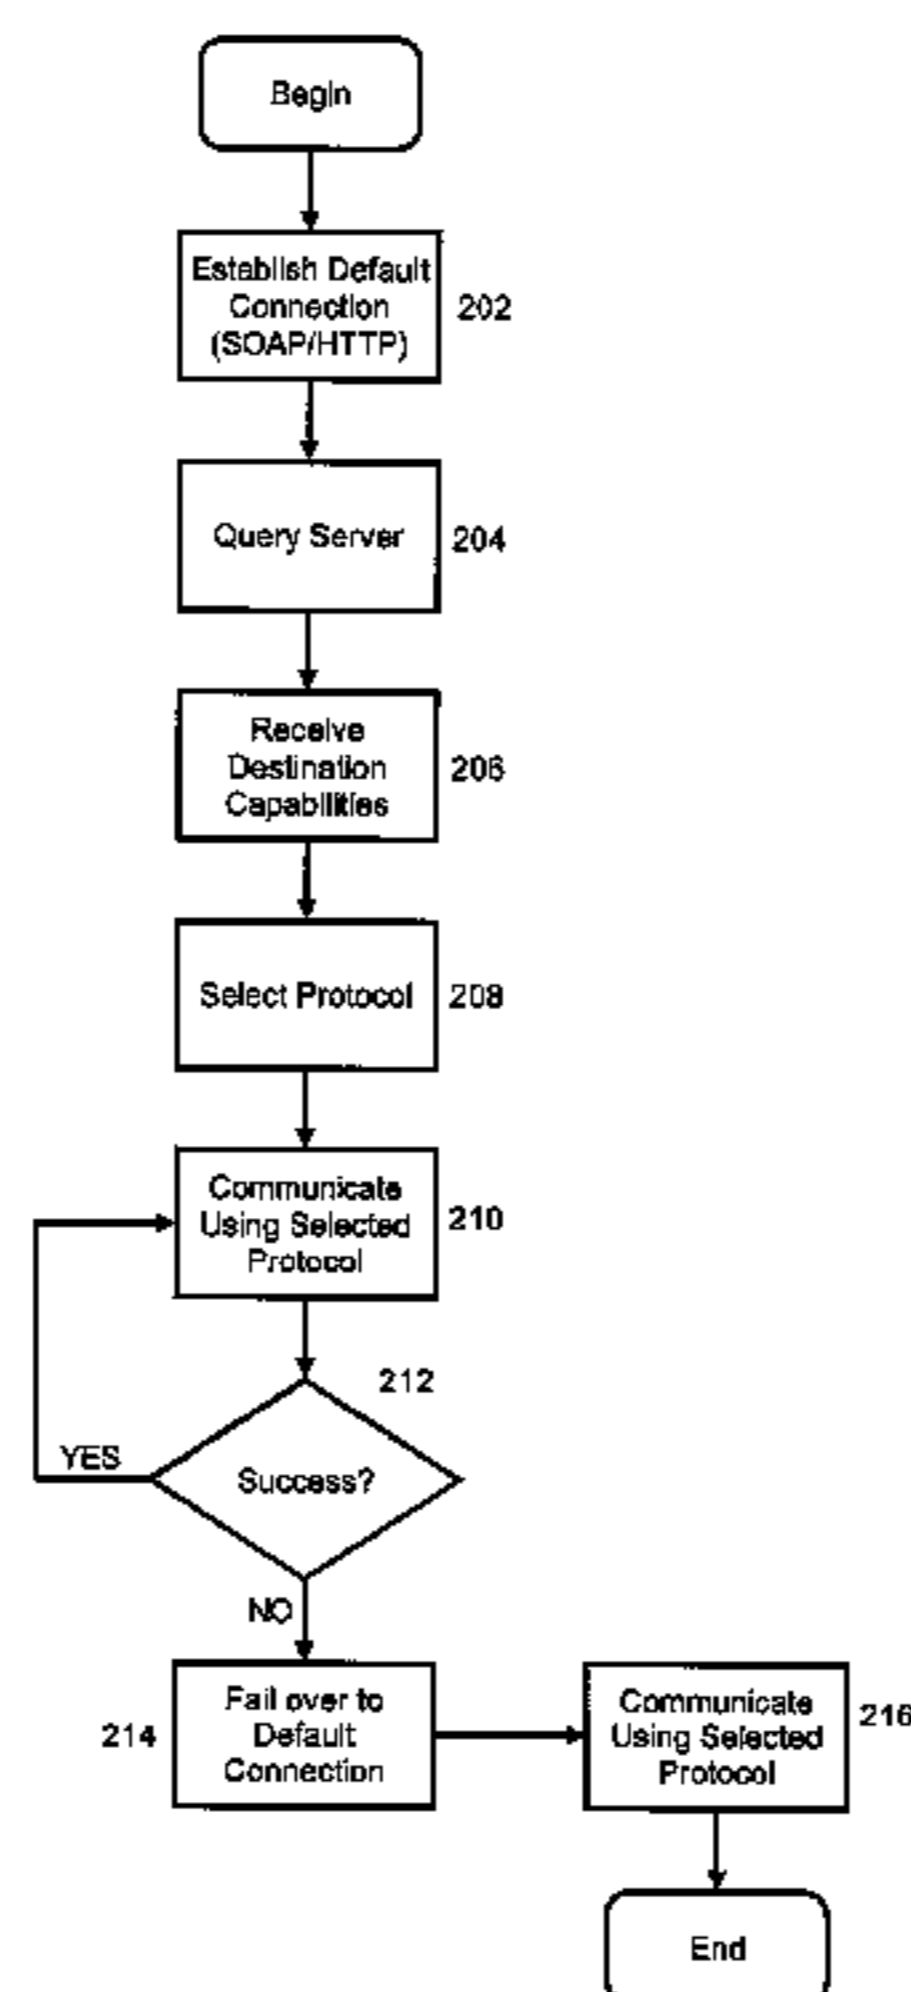 Begin
Establish Default
Connection
(SOAP/HTTP)
202
Query Server
204
Receive
Destination
Capabilities
206
Select Protocol
208
Communicate
Using Selected
Protocol
210
212
Success?
YES
NO
214
Fail over to
Default
Connection
Communicate
Using Selected
Protocol
216
End